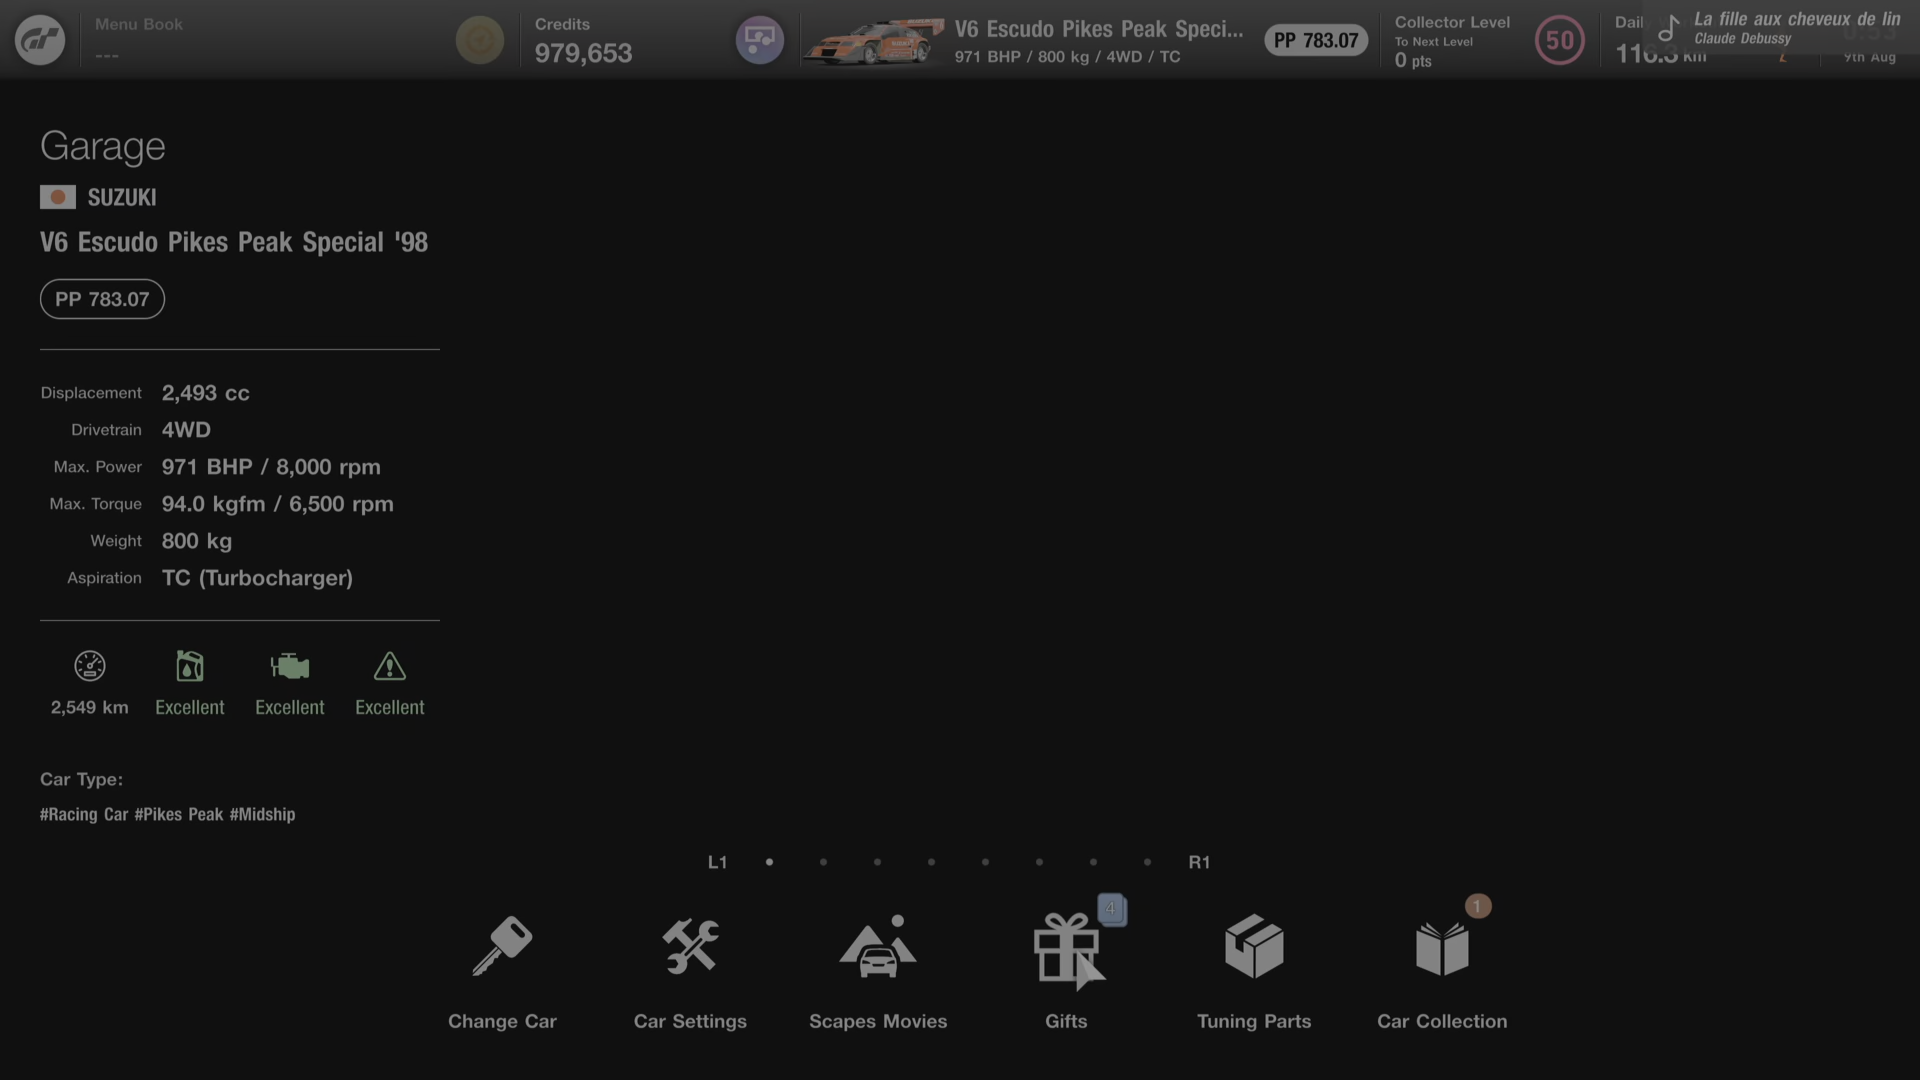 Menu Book
---
Credits
979,653
V6 Escudo Pikes Peak Speci...
971 BHP / 800 kg / 4WD / TC
PP 783.07
Collector Level
To Next Level
0 pts
50
116.3 km
La fille aux cheveux de lin
Claude Debussy
9th Aug
Garage
SUZUKI
V6 Escudo Pikes Peak Special '98
PP 783.07
Displacement 2,493 cc
Drivetrain 4WD
Max. Power 971 BHP / 8,000 rpm
Max. Torque 94.0 kgfm / 6,500 rpm
Weight 800 kg
Aspiration TC (Turbocharger)
2,549 km Excellent Excellent Excellent
Car Type:
#Racing Car #Pikes Peak #Midship
L1 R1
4
1
Change Car Car Settings Scapes Movies Gifts Tuning Parts Car Collection